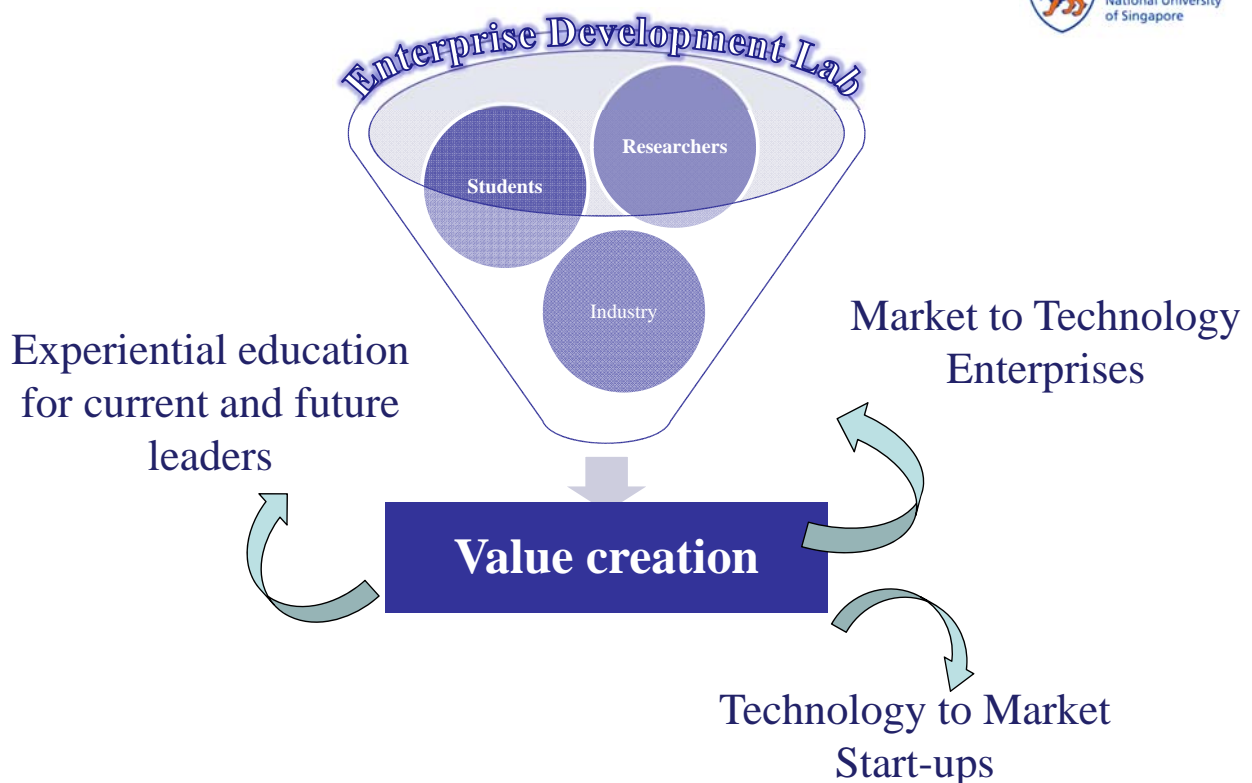 National University
of Singapore
Enterprise Development Lab
Researchers
Students
Industry
Market to Technology
Enterprises
Experiential education
for current and future
leaders
Value creation
Technology to Market
Start-ups